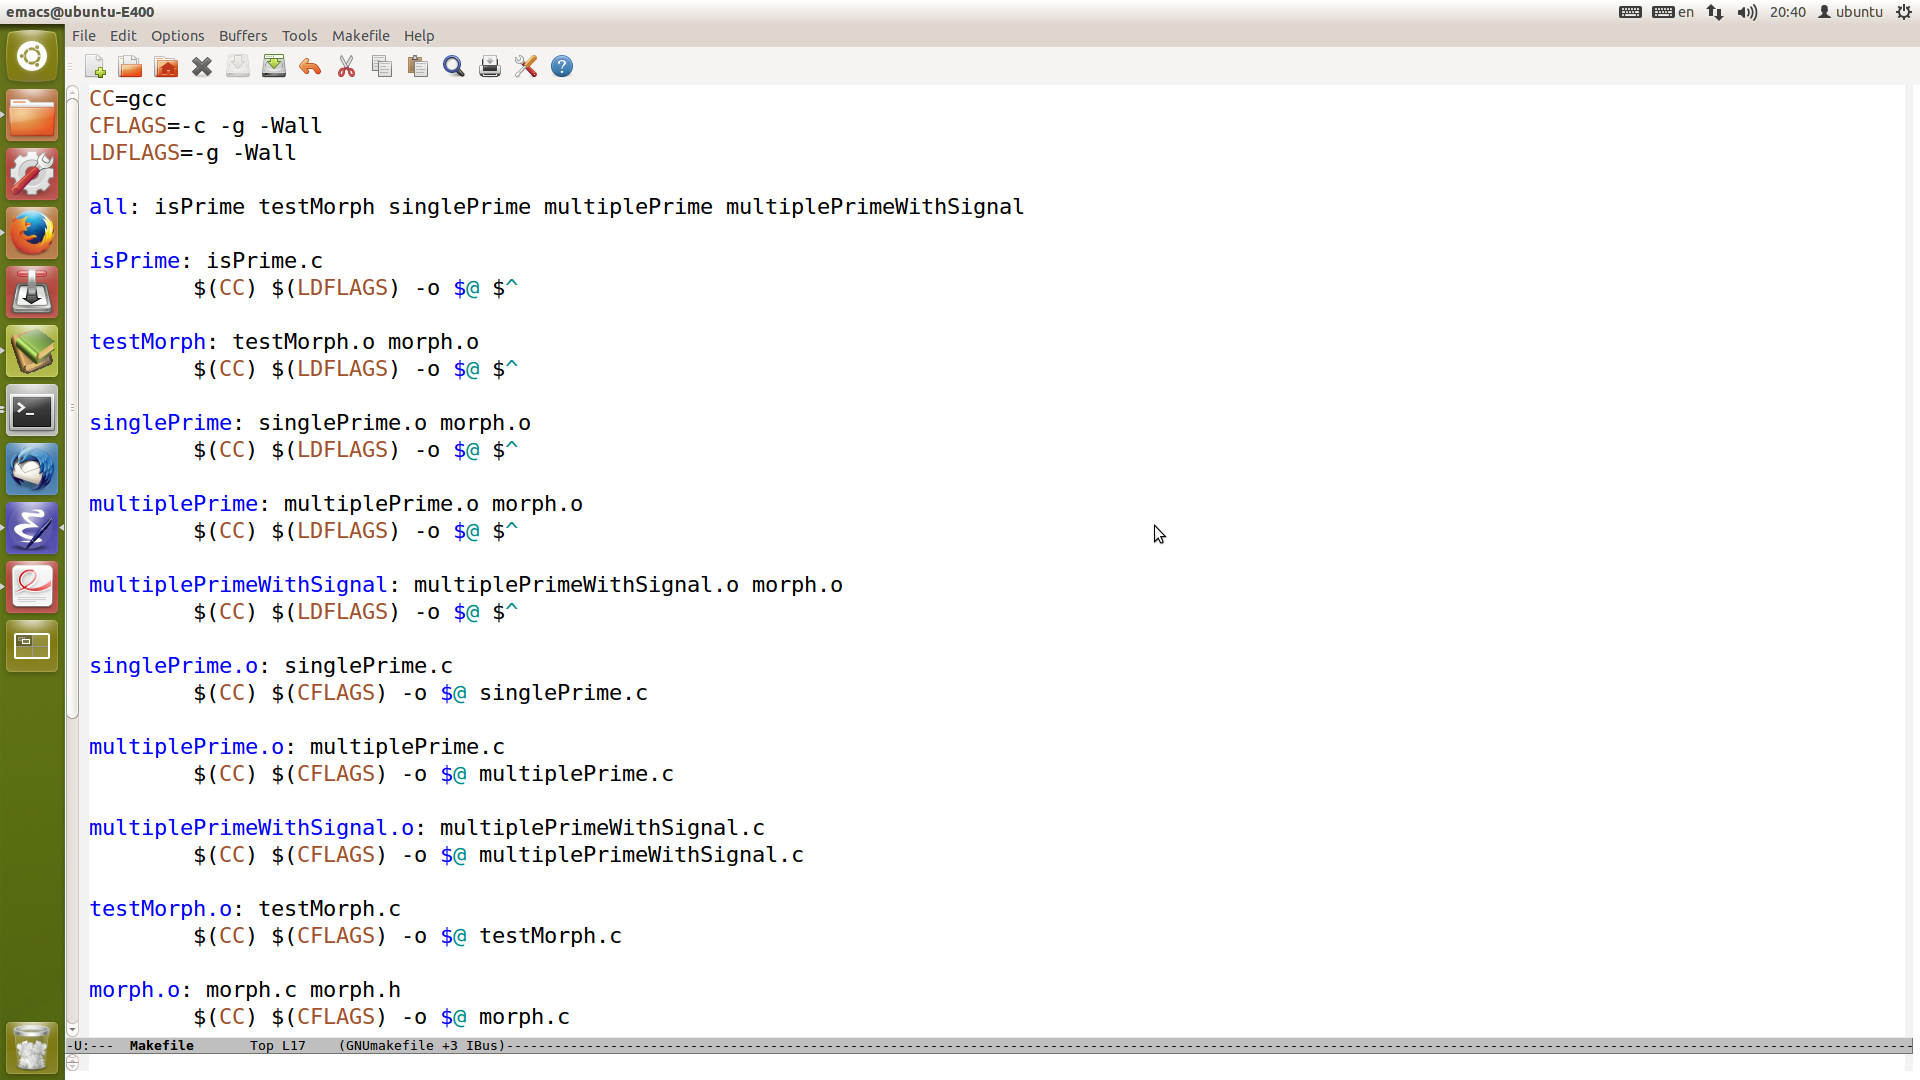 emacs@ubuntu-E400
en 20:40 ubuntu
File Edit Options Buffers Tools Makefile Help
CC=gcc
CFLAGS=-c -g -Wall
LDFLAGS=-g -Wall
all: isPrime testMorph singlePrime multiplePrime multiplePrimeWithSignal
isPrime: isPrime.c
$(CC) $(LDFLAGS) -o $@ $^
testMorph: testMorph.o morph.o
$(CC) $(LDFLAGS) -o $@ $^
singlePrime: singlePrime.o morph.o
$(CC) $(LDFLAGS) -o $@ $^
multiplePrime: multiplePrime.o morph.o
$(CC) $(LDFLAGS) -o $@ $^
multiplePrimeWithSignal: multiplePrimeWithSignal.o morph.o
$(CC) $(LDFLAGS) -o $@ $^
singlePrime.o: singlePrime.c
$(CC) $(CFLAGS) -o $@ singlePrime.c
multiplePrime.o: multiplePrime.c
$(CC) $(CFLAGS) -o $@ multiplePrime.c
multiplePrimeWithSignal.o: multiplePrimeWithSignal.c
$(CC) $(CFLAGS) -o $@ multiplePrimeWithSignal.c
testMorph.o: testMorph.c
$(CC) $(CFLAGS) -o $@ testMorph.c
morph.o: morph.c morph.h
$(CC) $(CFLAGS) -o $@ morph.c
-U:--- Makefile Top L17 (GNUmakefile +3 IBus)